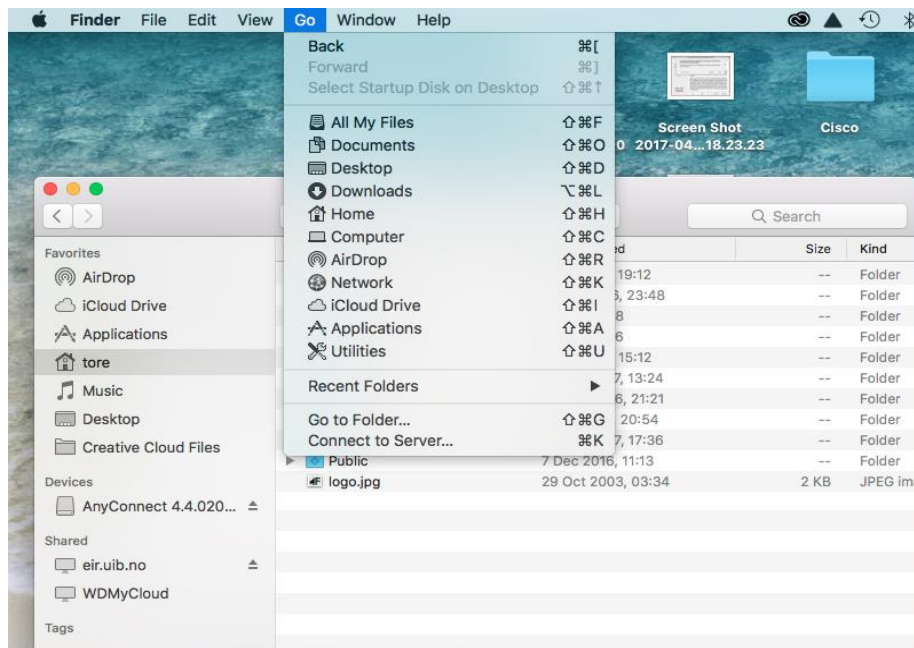 Finder File Edit View Go Window Help
Back ⌘[
Forward ⌘]
Select Startup Disk on Desktop ⇧⌘↑
All My Files ⇧⌘F
Documents ⇧⌘O
Desktop ⇧⌘D
Downloads ⌥⌘L
Home ⇧⌘H
Computer ⇧⌘C
AirDrop ⇧⌘R
Network ⇧⌘K
iCloud Drive ⇧⌘I
Applications ⇧⌘A
Utilities ⇧⌘U
Recent Folders ▶
Go to Folder... ⇧⌘G
Connect to Server... ⌘K
Screen Shot
0 2017-04...18.23.23
Cisco
Search
Favorites
AirDrop
iCloud Drive
Applications
tore
Music
Desktop
Creative Cloud Files
Devices
AnyConnect 4.4.020...
Shared
eir.uib.no
WDMyCloud
Tags
ed Size Kind
19:12 -- Folder
6, 23:48 -- Folder
8 -- Folder
6 -- Folder
15:12 -- Folder
7, 13:24 -- Folder
6, 21:21 -- Folder
20:54 -- Folder
7, 17:36 -- Folder
Public 7 Dec 2016, 11:13 -- Folder
logo.jpg 29 Oct 2003, 03:34 2 KB JPEG im